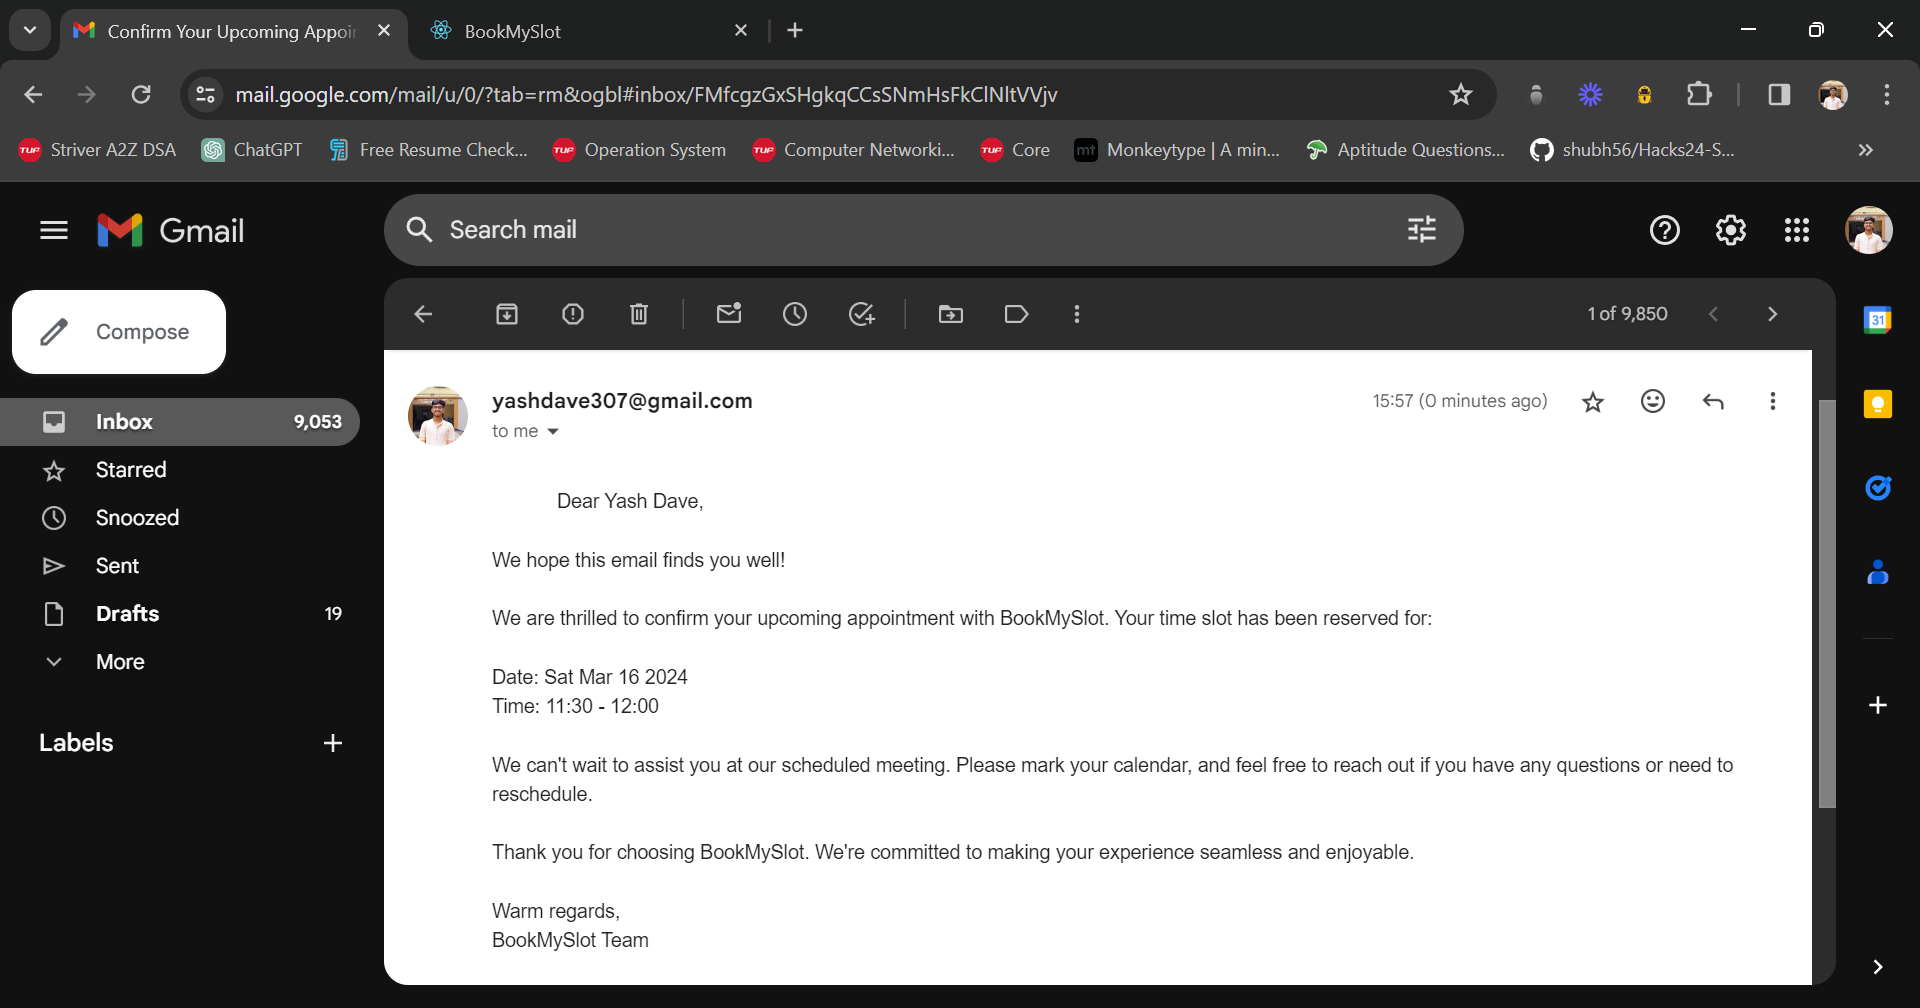 Confirm Your Upcoming Appoin
BookMySlot
mail.google.com/mail/u/0/?tab=rm&ogbl#inbox/FMfcgzGxSHgkqCCsSNmHsFkClNltVVjv
TUF Striver A2Z DSA
ChatGPT
Free Resume Check...
TUF Operation System
TUF Computer Networki...
TUF Core
mt Monkeytype | A min...
Aptitude Questions...
shubh56/Hacks24-S...
Gmail
Search mail
Compose
1 of 9,850
31
Inbox 9,053
Starred
Snoozed
Sent
Drafts 19
More
Labels
yashdave307@gmail.com
15:57 (0 minutes ago)
to me
Dear Yash Dave,
We hope this email finds you well!
We are thrilled to confirm your upcoming appointment with BookMySlot. Your time slot has been reserved for:
Date: Sat Mar 16 2024
Time: 11:30 - 12:00
We can't wait to assist you at our scheduled meeting. Please mark your calendar, and feel free to reach out if you have any questions or need to
reschedule.
Thank you for choosing BookMySlot. We're committed to making your experience seamless and enjoyable.
Warm regards,
BookMySlot Team